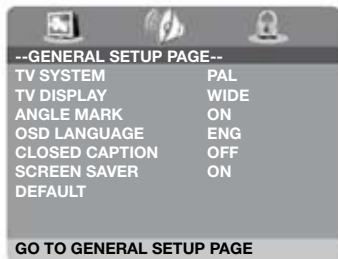 --GENERAL SETUP PAGE--
TV SYSTEM PAL
TV DISPLAY WIDE
ANGLE MARK ON
OSD LANGUAGE ENG
CLOSED CAPTION OFF
SCREEN SAVER ON
DEFAULT
GO TO GENERAL SETUP PAGE